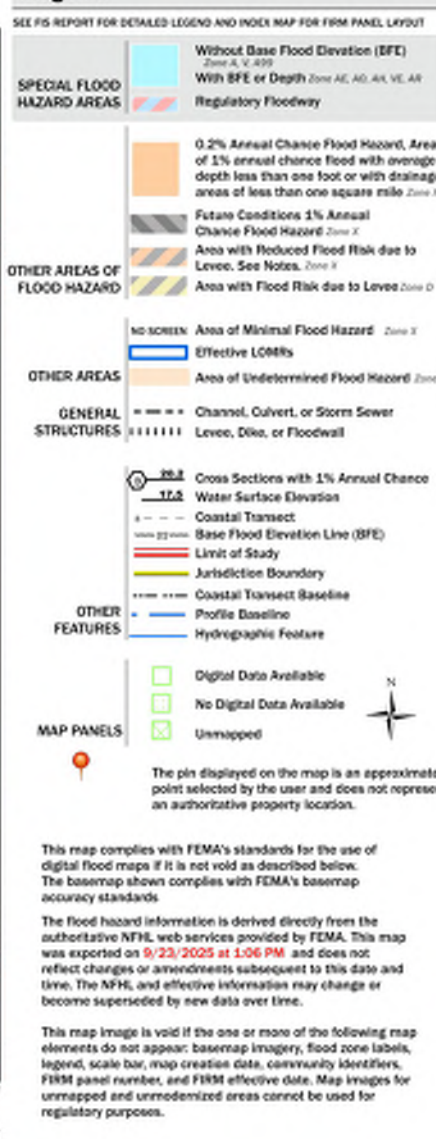 SEE FIS REPORT FOR DETAILED LEGEND AND INDEX MAP FOR FIRM PANEL LAYOUT
SPECIAL FLOOD
HAZARD AREAS
Without Base Flood Elevation (BFE)
Zone A, V, A99
With BFE or Depth Zone AE, AO, AH, VE, AR
Regulatory Floodway
0.2% Annual Chance Flood Hazard, Area
of 1% annual chance flood with average
depth less than one foot or with drainag
areas of less than one square mile Zone
Future Conditions 1% Annual
Chance Flood Hazard Zone X
Area with Reduced Flood Risk due to
Levee. See Notes. Zone X
Area with Flood Risk due to Levee Zone D
OTHER AREAS OF
FLOOD HAZARD
NO SCREEN Area of Minimal Flood Hazard Zone X
Effective LOMRs
OTHER AREAS
Area of Undetermined Flood Hazard Zone
GENERAL
STRUCTURES
Channel, Culvert, or Storm Sewer
Levee, Dike, or Floodwall
20.2 Cross Sections with 1% Annual Chance
17.5 Water Surface Elevation
Coastal Transect
Base Flood Elevation Line (BFE)
Limit of Study
Jurisdiction Boundary
Coastal Transect Baseline
OTHER
FEATURES
Profile Baseline
Hydrographic Feature
Digital Data Available
No Digital Data Available
Unmapped
MAP PANELS
N
The pin displayed on the map is an approximate
point selected by the user and does not represe
an authoritative property location.
This map complies with FEMA's standards for the use of
digital flood maps if it is not void as described below.
The basemap shown complies with FEMA's basemap
accuracy standards
The flood hazard information is derived directly from the
authoritative NFHL web services provided by FEMA. This map
was exported on 9/23/2025 at 1:06 PM and does not
reflect changes or amendments subsequent to this date and
time. The NFHL and effective information may change or
become superseded by new data over time.
This map image is void if the one or more of the following map
elements do not appear: basemap imagery, flood zone labels,
legend, scale bar, map creation date, community identifiers,
FIRM panel number, and FIRM effective date. Map images for
unmapped and unmodernized areas cannot be used for
regulatory purposes.